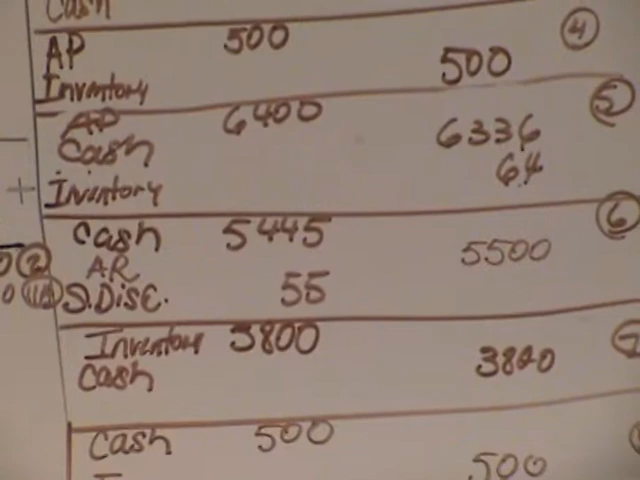 Cash
AP 500 4
Inventory 500
AP 6400 5
Cash 6336
Inventory 64
Cash 5445 6
AR 5500
S.Disc. 55
Inventory 3800 7
Cash 3800
Cash 500
500